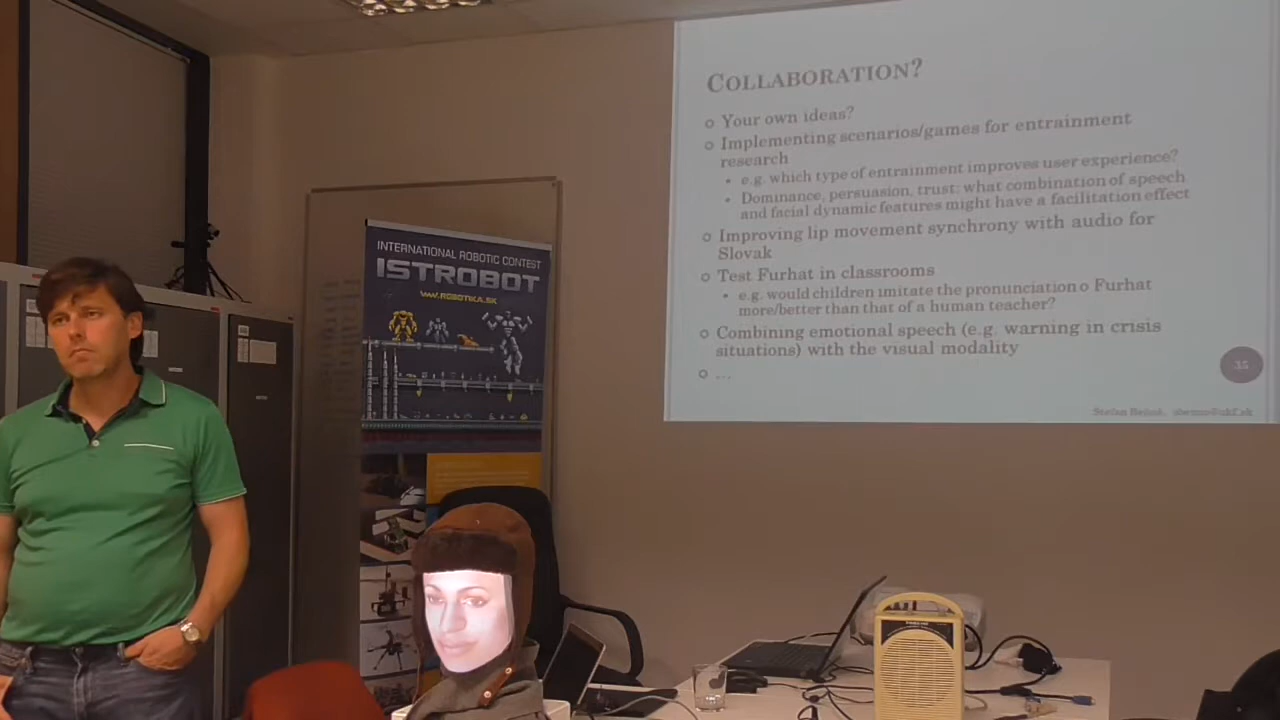 COLLABORATION?
Your own ideas?
Implementing scenarios/games for entrainment
research
e.g. which type of entrainment improves user experience?
Dominance, persuasion, trust: what combination of speech
and facial dynamic features might have a facilitation effect
Improving lip movement synchrony with audio for
Slovak
Test Furhat in classrooms
e.g. would children imitate the pronunciation o Furhat
more/better than that of a human teacher?
Combining emotional speech (e.g. warning in crisis
situations) with the visual modality
...
35
INTERNATIONAL ROBOTIC CONTEST
ISTROBOT
WWW.ROBOTIKA.SK